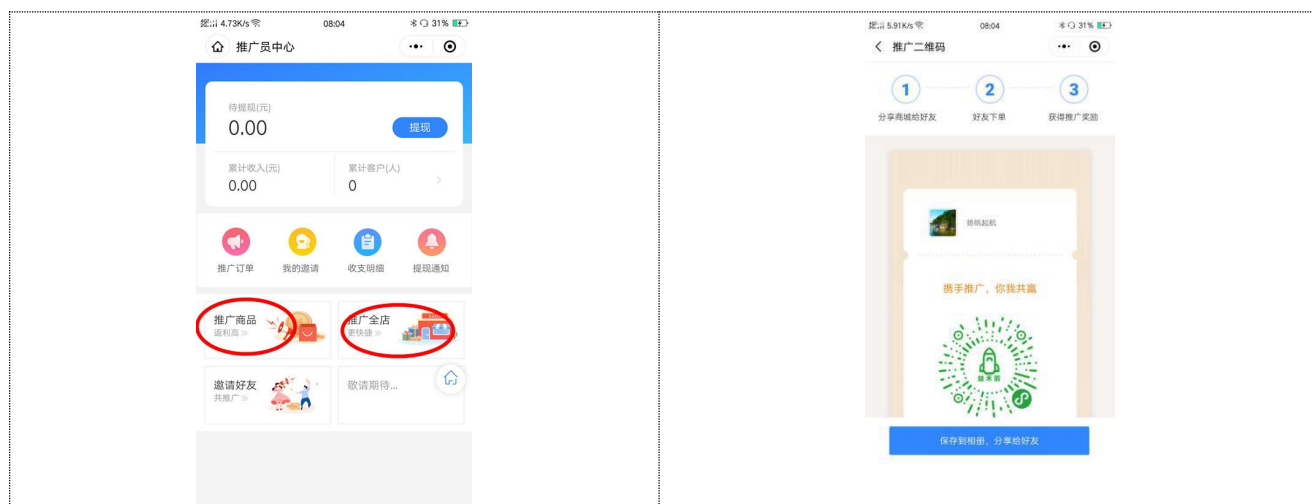 4.73K/s 08:04 31%
推广员中心
待提现(元)
0.00
提现
累计收入(元) 累计客户(人)
0.00 0
推广订单 我的邀请 收支明细 提现通知
推广商品 推广全店
返利高 更快捷
邀请好友 敬请期待...
共推广
5.91K/s 08:04 31%
推广二维码
1 2 3
分享商城给好友 好友下单 获得推广奖励
扬帆起航
携手推广，你我共赢
保存到相册，分享给好友